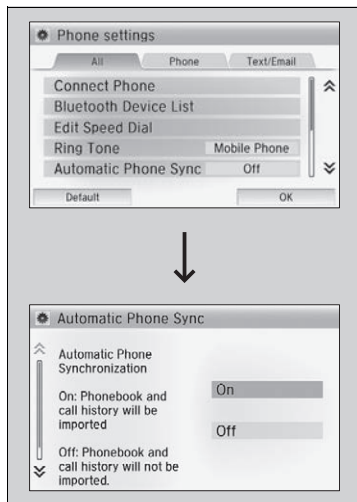 Phone settings
All Phone Text/Email
Connect Phone
Bluetooth Device List
Edit Speed Dial
Ring Tone Mobile Phone
Automatic Phone Sync Off
Default OK
Automatic Phone Sync
Automatic Phone
Synchronization
On: Phonebook and
call history will be
imported
Off: Phonebook and
call history will not be
imported.
On
Off